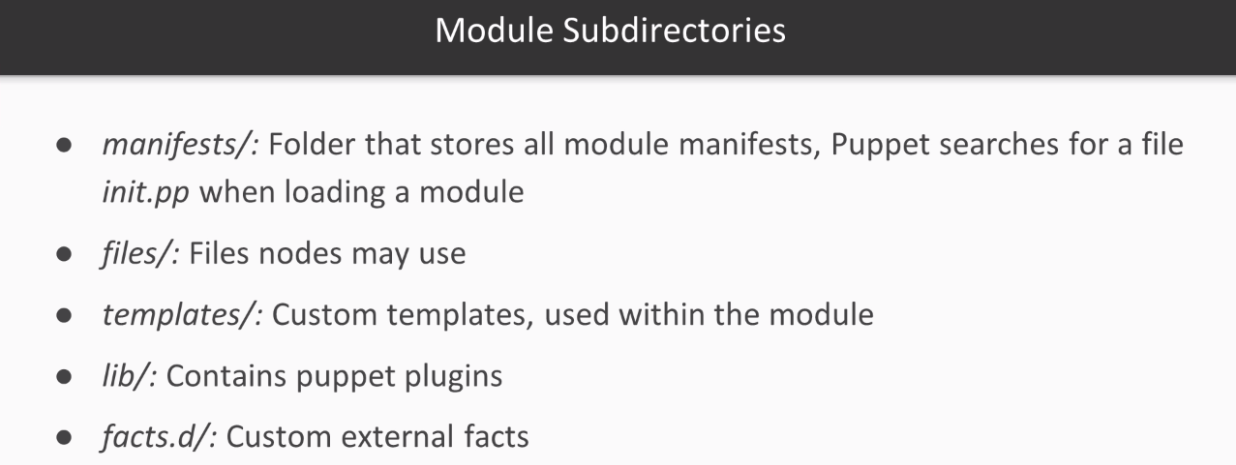 Module Subdirectories
● manifests/: Folder that stores all module manifests, Puppet searches for a file
init.pp when loading a module
● files/: Files nodes may use
● templates/: Custom templates, used within the module
● lib/: Contains puppet plugins
● facts.d/: Custom external facts